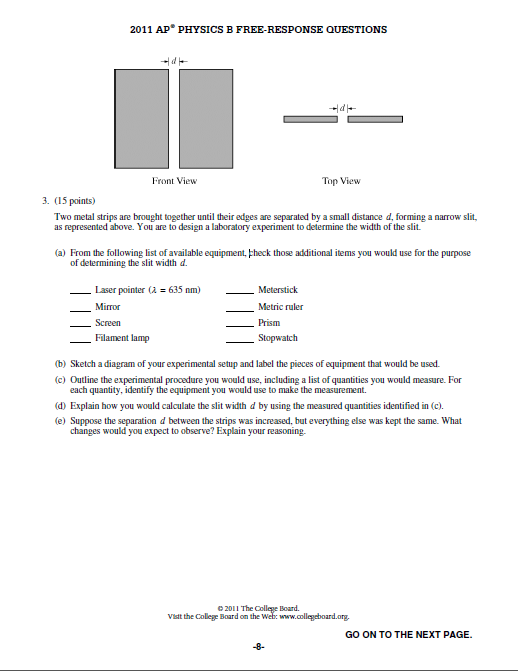 2011 AP® PHYSICS B FREE-RESPONSE QUESTIONS
d
d
Front View
Top View
3. (15 points)
Two metal strips are brought together until their edges are separated by a small distance d, forming a narrow slit,
as represented above. You are to design a laboratory experiment to determine the width of the slit.
(a) From the following list of available equipment, check those additional items you would use for the purpose
of determining the slit width d.
____ Laser pointer (λ = 635 nm) ____ Meterstick
____ Mirror ____ Metric ruler
____ Screen ____ Prism
____ Filament lamp ____ Stopwatch
(b) Sketch a diagram of your experimental setup and label the pieces of equipment that would be used.
(c) Outline the experimental procedure you would use, including a list of quantities you would measure. For
each quantity, identify the equipment you would use to make the measurement.
(d) Explain how you would calculate the slit width d by using the measured quantities identified in (c).
(e) Suppose the separation d between the strips was increased, but everything else was kept the same. What
changes would you expect to observe? Explain your reasoning.
© 2011 The College Board.
Visit the College Board on the Web: www.collegeboard.org.
GO ON TO THE NEXT PAGE.
-8-